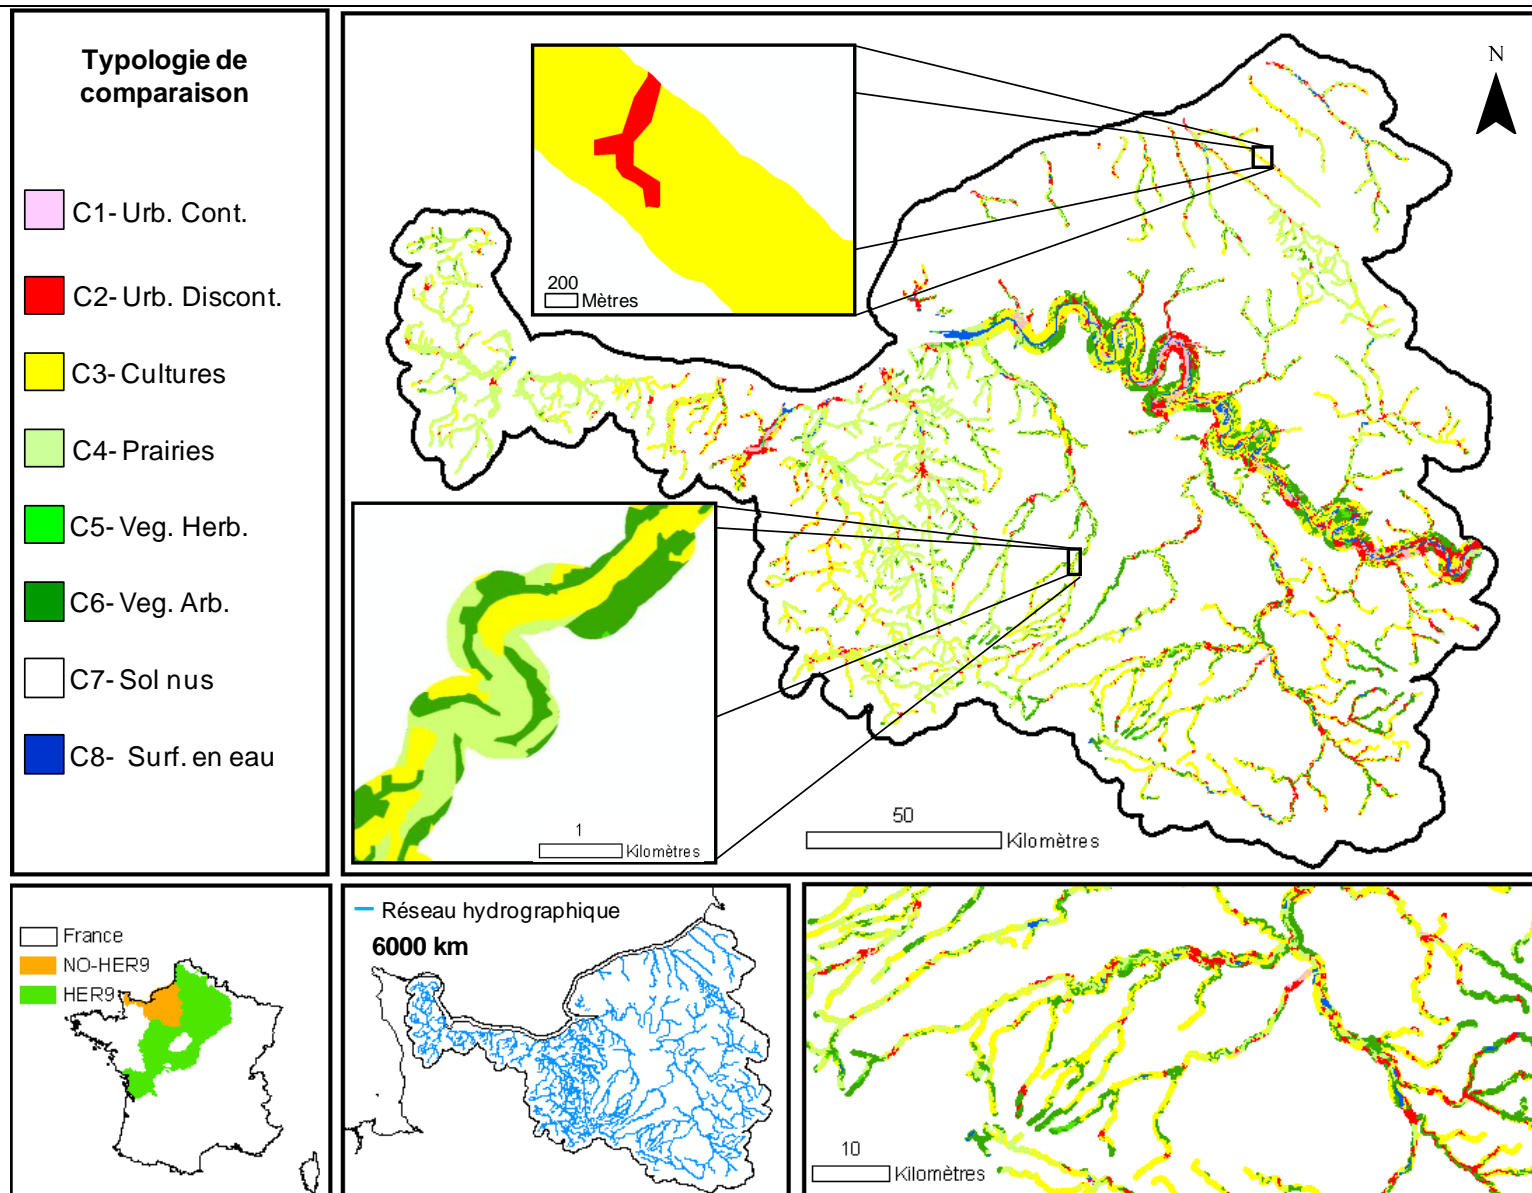 Typologie de
comparaison
C1- Urb. Cont.
C2- Urb. Discont.
C3- Cultures
C4- Prairies
C5- Veg. Herb.
C6- Veg. Arb.
C7- Sol nus
C8- Surf. en eau
200
Mètres
N
1
Kilomètres
50
Kilomètres
France
NO-HER9
HER9
Réseau hydrographique
6000 km
10
Kilomètres